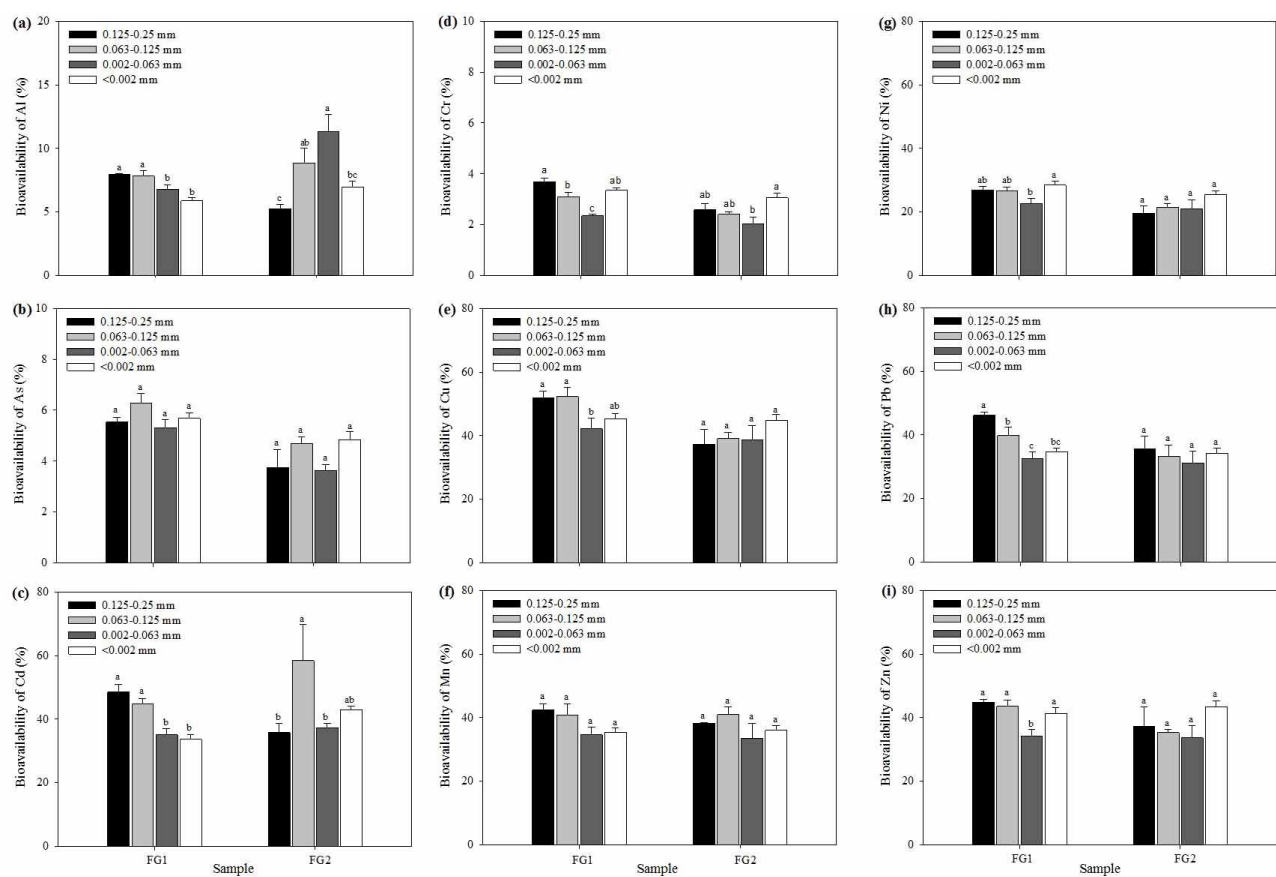 (a)
20
15
10
5
0
Bioavailability of Al (%)
0.125-0.25 mm
0.063-0.125 mm
0.002-0.063 mm
<0.002 mm
a a b b
c ab a bc
(d)
10
8
6
4
2
0
Bioavailability of Cr (%)
0.125-0.25 mm
0.063-0.125 mm
0.002-0.063 mm
<0.002 mm
a b c ab
ab ab b a
(g)
80
60
40
20
0
Bioavailability of Ni (%)
0.125-0.25 mm
0.063-0.125 mm
0.002-0.063 mm
<0.002 mm
ab ab b a
a a a a
(b)
10
8
6
4
2
0
Bioavailability of As (%)
0.125-0.25 mm
0.063-0.125 mm
0.002-0.063 mm
<0.002 mm
a a a a
a a a a
(e)
80
60
40
20
0
Bioavailability of Cu (%)
0.125-0.25 mm
0.063-0.125 mm
0.002-0.063 mm
<0.002 mm
a a b ab
a a a a
(h)
80
60
40
20
0
Bioavailability of Pb (%)
0.125-0.25 mm
0.063-0.125 mm
0.002-0.063 mm
<0.002 mm
a b c bc
a a a a
(c)
80
60
40
20
0
Bioavailability of Cd (%)
0.125-0.25 mm
0.063-0.125 mm
0.002-0.063 mm
<0.002 mm
a a b b
b a b ab
FG1 FG2
Sample
(f)
80
60
40
20
0
Bioavailability of Mn (%)
0.125-0.25 mm
0.063-0.125 mm
0.002-0.063 mm
<0.002 mm
a a a a
a a a a
FG1 FG2
Sample
(i)
80
60
40
20
0
Bioavailability of Zn (%)
0.125-0.25 mm
0.063-0.125 mm
0.002-0.063 mm
<0.002 mm
a a b a
a a a a
FG1 FG2
Sample